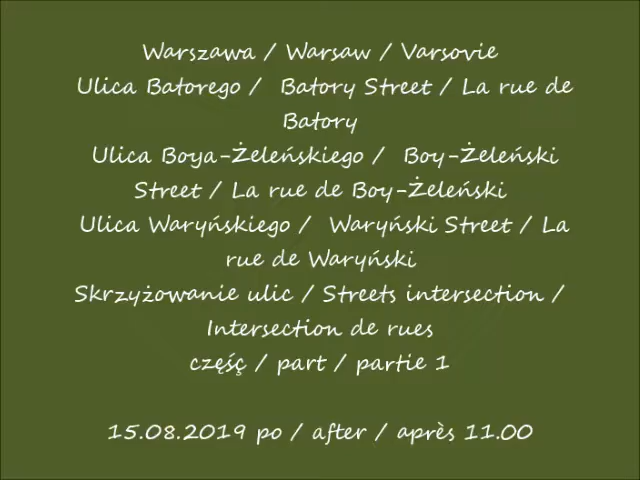 Warszawa / Warsaw / Varsovie
Ulica Batorego / Batory Street / La rue de
Batory
Ulica Boya-Żeleńskiego / Boy-Żeleński
Street / La rue de Boy-Żeleński
Ulica Waryńskiego / Waryński Street / La
rue de Waryński
Skrzyżowanie ulic / Streets intersection /
Intersection de rues
część / part / partie 1
15.08.2019 po / after / après 11.00